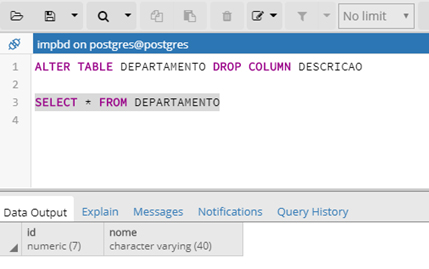 No limit
impbd on postgres@postgres
1 ALTER TABLE DEPARTAMENTO DROP COLUMN DESCRICAO
2
3 SELECT * FROM DEPARTAMENTO
4
Data Output Explain Messages Notifications Query History
id nome
numeric (7) character varying (40)